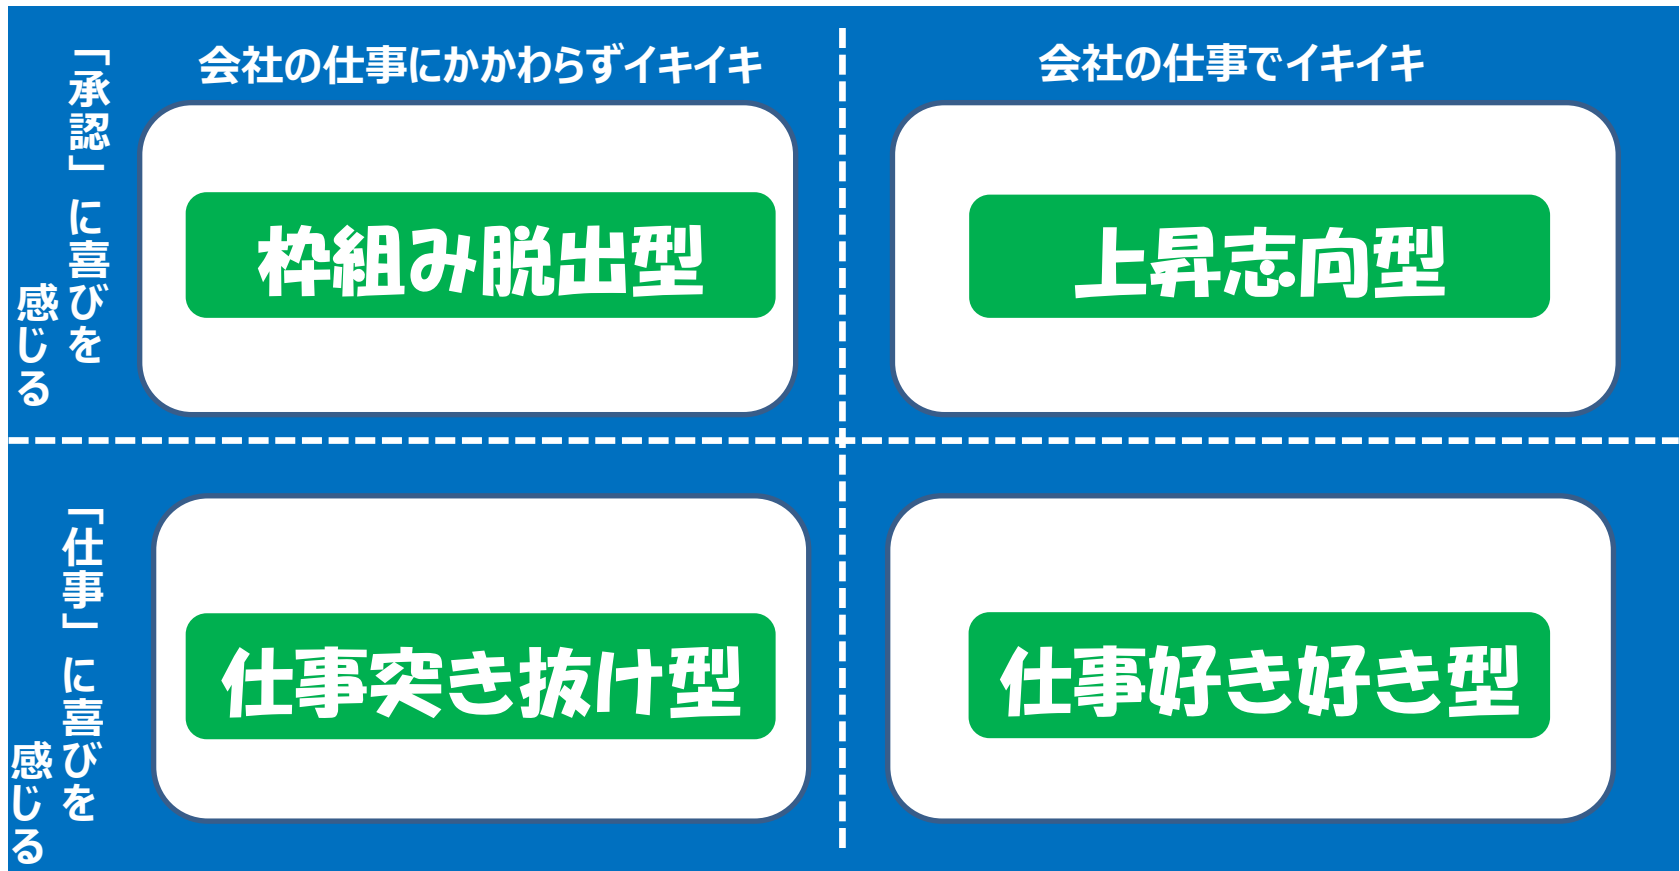 会社の仕事にかかわらずイキイキ
会社の仕事でイキイキ
「承認」に喜びを
感じる
枠組み脱出型
上昇志向型
「仕事」に喜びを
感じる
仕事突き抜け型
仕事好き好き型